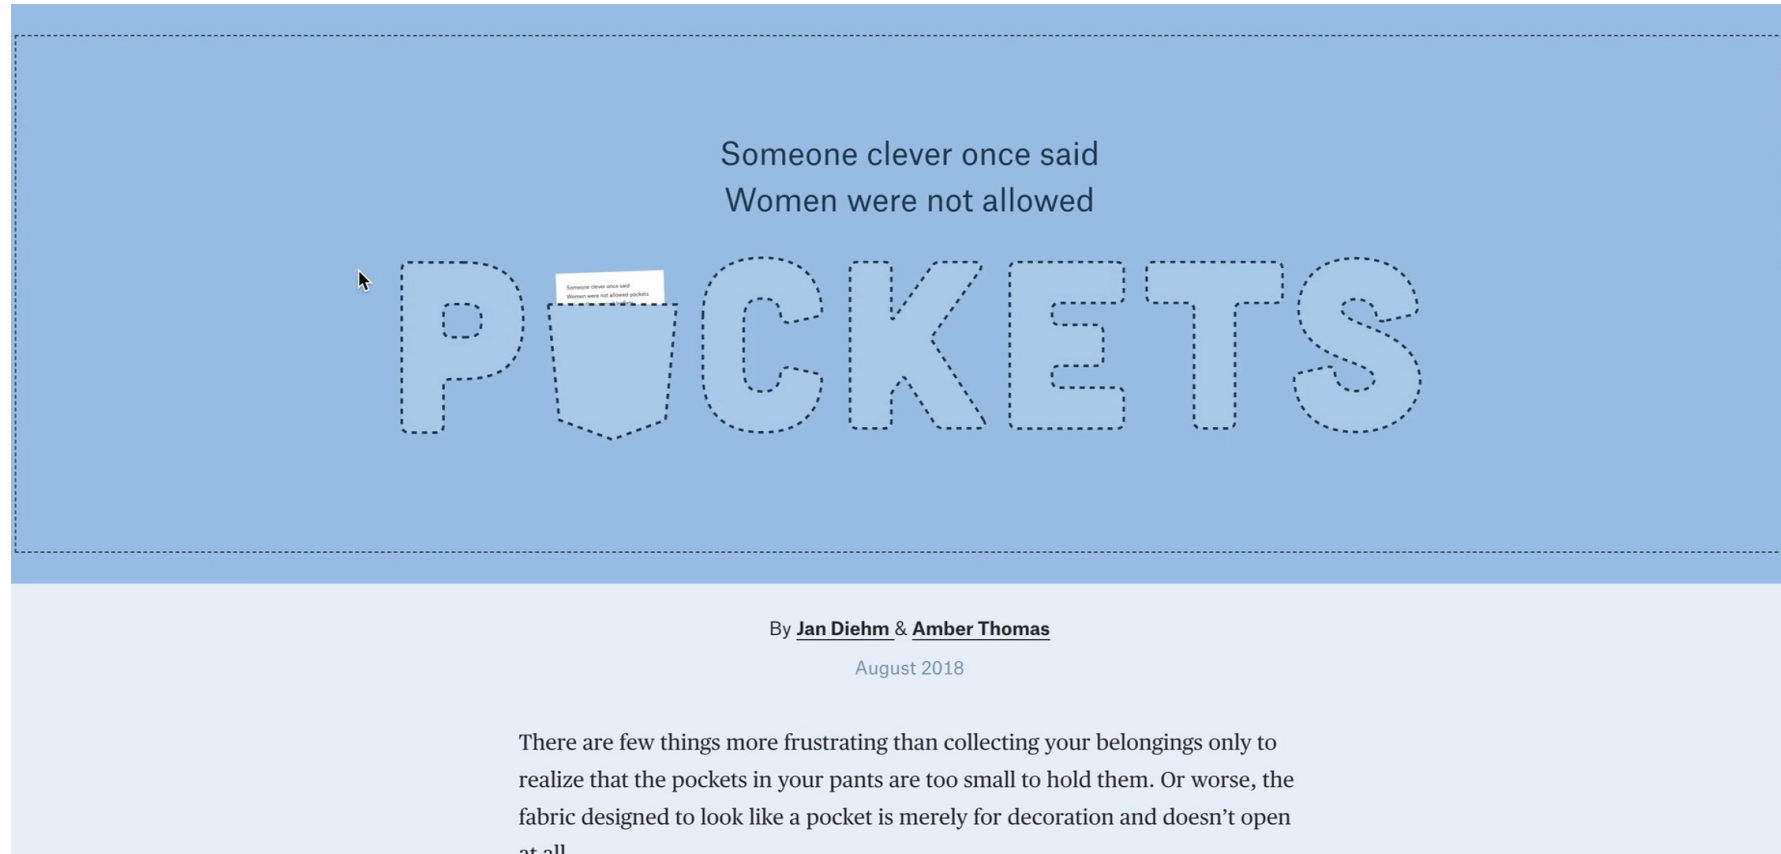 Someone clever once said
Women were not allowed
POCKETS
Someone clever once said
Women were not allowed pockets
By Jan Diehm & Amber Thomas
August 2018
There are few things more frustrating than collecting your belongings only to
realize that the pockets in your pants are too small to hold them. Or worse, the
fabric designed to look like a pocket is merely for decoration and doesn’t open
at all.